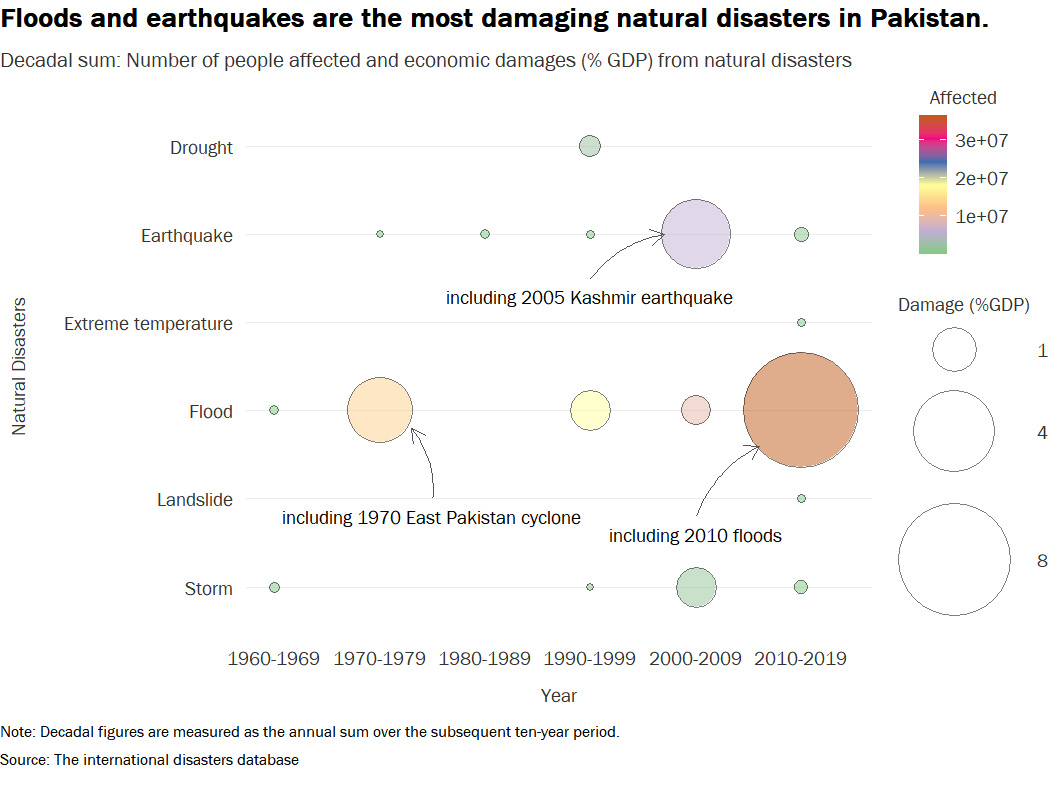 Floods and earthquakes are the most damaging natural disasters in Pakistan.
Decadal sum: Number of people affected and economic damages (% GDP) from natural disasters
Affected
3e+07
2e+07
1e+07
Damage (%GDP)
1
4
8
Natural Disasters
Drought
Earthquake
including 2005 Kashmir earthquake
Extreme temperature
Flood
Landslide
including 1970 East Pakistan cyclone
including 2010 floods
Storm
1960-1969 1970-1979 1980-1989 1990-1999 2000-2009 2010-2019
Year
Note: Decadal figures are measured as the annual sum over the subsequent ten-year period.
Source: The international disasters database